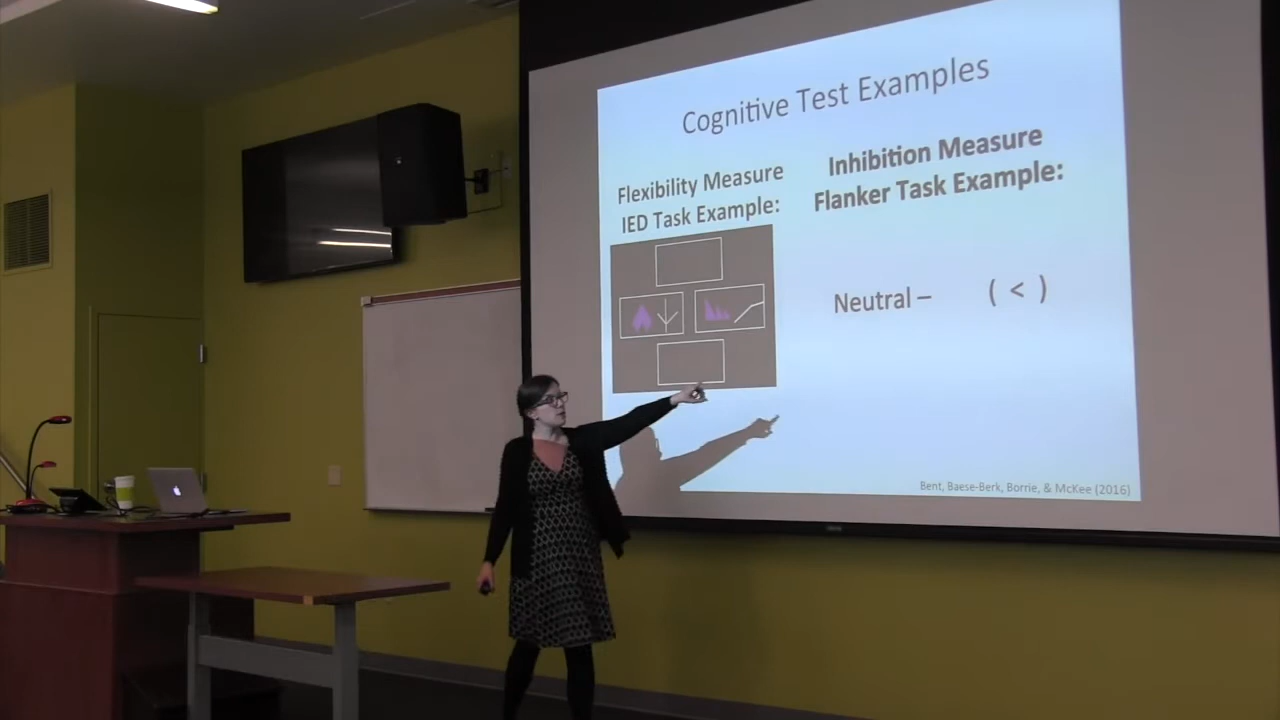 Cognitive Test Examples
Flexibility Measure
IED Task Example:
Inhibition Measure
Flanker Task Example:
Neutral – ( < )
Bent, Baese-Berk, Borrie, & McKee (2016)